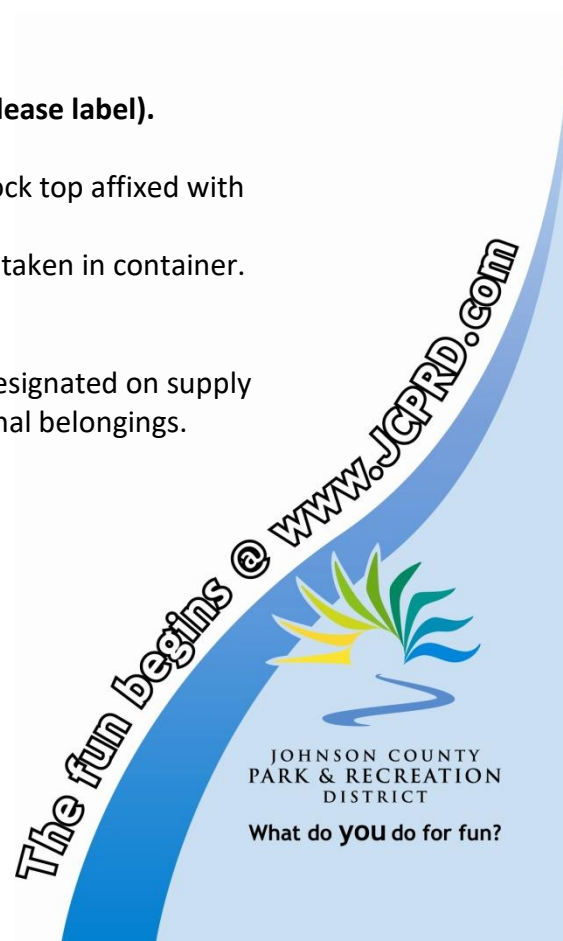 lease label).
ock top affixed with
taken in container.
esignated on supply
nal belongings.
The fun begins @ www.JCPRD.com
JOHNSON COUNTY
PARK & RECREATION
DISTRICT
What do you do for fun?